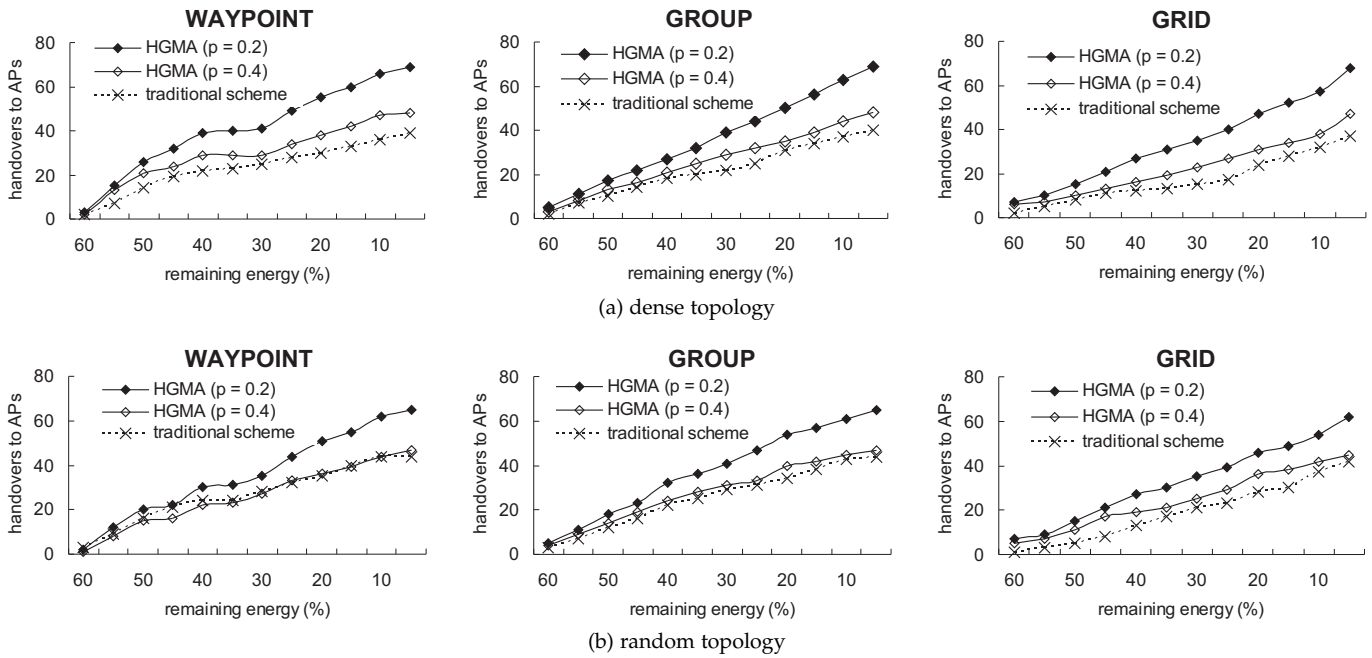 WAYPOINT
80
60
40
20
0
handovers to APs
HGMA (p = 0.2)
HGMA (p = 0.4)
traditional scheme
60 50 40 30 20 10
remaining energy (%)
GROUP
80
60
40
20
0
handovers to APs
HGMA (p = 0.2)
HGMA (p = 0.4)
traditional scheme
60 50 40 30 20 10
remaining energy (%)
GRID
80
60
40
20
0
handovers to APs
HGMA (p = 0.2)
HGMA (p = 0.4)
traditional scheme
60 50 40 30 20 10
remaining energy (%)
(a) dense topology
WAYPOINT
80
60
40
20
0
handovers to APs
HGMA (p = 0.2)
HGMA (p = 0.4)
traditional scheme
60 50 40 30 20 10
remaining energy (%)
GROUP
80
60
40
20
0
handovers to APs
HGMA (p = 0.2)
HGMA (p = 0.4)
traditional scheme
60 50 40 30 20 10
remaining energy (%)
GRID
80
60
40
20
0
handovers to APs
HGMA (p = 0.2)
HGMA (p = 0.4)
traditional scheme
60 50 40 30 20 10
remaining energy (%)
(b) random topology